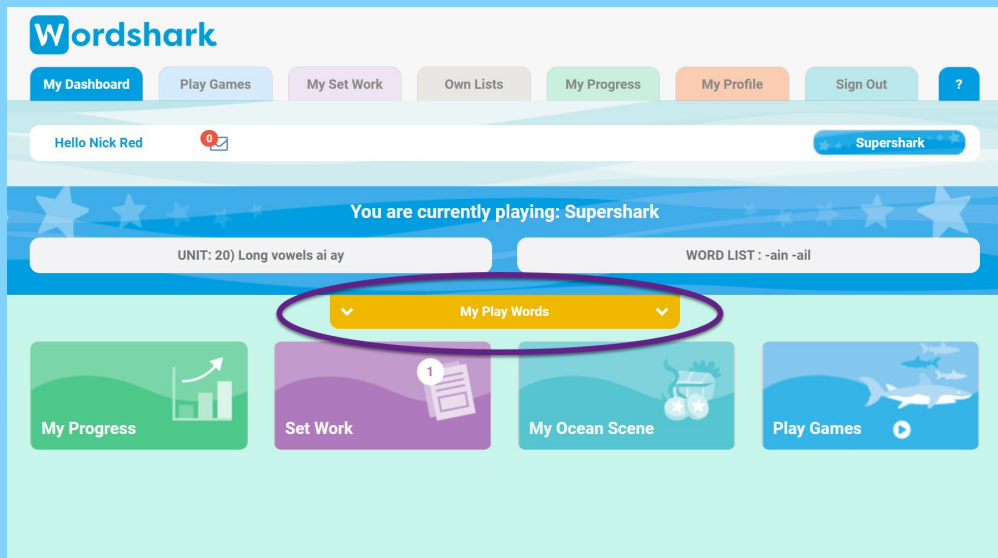 Wordshark
My Dashboard
Play Games
My Set Work
Own Lists
My Progress
My Profile
Sign Out
?
Hello Nick Red
0
Supershark
You are currently playing: Supershark
UNIT: 20) Long vowels ai ay
WORD LIST : -ain -ail
My Play Words
1
My Progress
Set Work
My Ocean Scene
Play Games